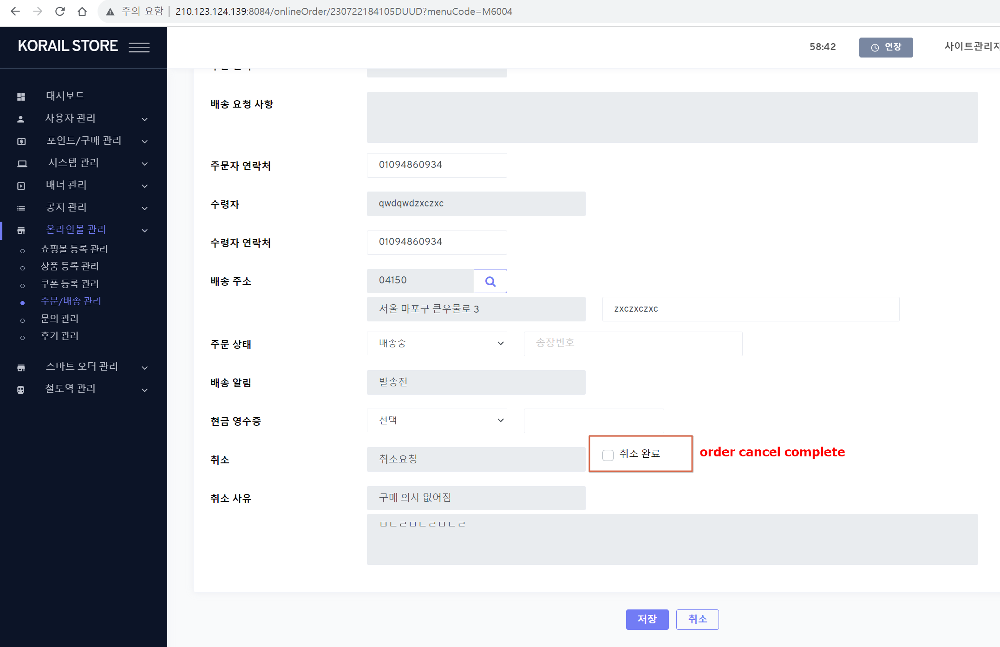 주의 요함 | 210.123.124.139:8084/onlineOrder/230722184105DUUD?menuCode=M6004
KORAIL STORE
58:42
연장
사이트관리자
대시보드
사용자 관리
포인트/구매 관리
시스템 관리
배너 관리
공지 관리
온라인몰 관리
쇼핑몰 등록 관리
상품 등록 관리
쿠폰 등록 관리
주문/배송 관리
문의 관리
후기 관리
스마트 오더 관리
철도역 관리
배송 요청 사항
주문자 연락처
01094860934
수령자
qwdqwdzxczxc
수령자 연락처
01094860934
배송 주소
04150
서울 마포구 큰우물로 3
zxczxczxc
주문 상태
배송중
송장번호
배송 알림
발송전
현금 영수증
선택
취소
취소요청
취소 완료
order cancel complete
취소 사유
구매 의사 없어짐
ㅁㄴㄹㅁㄴㄹㅁㄴㄹ
저장
취소